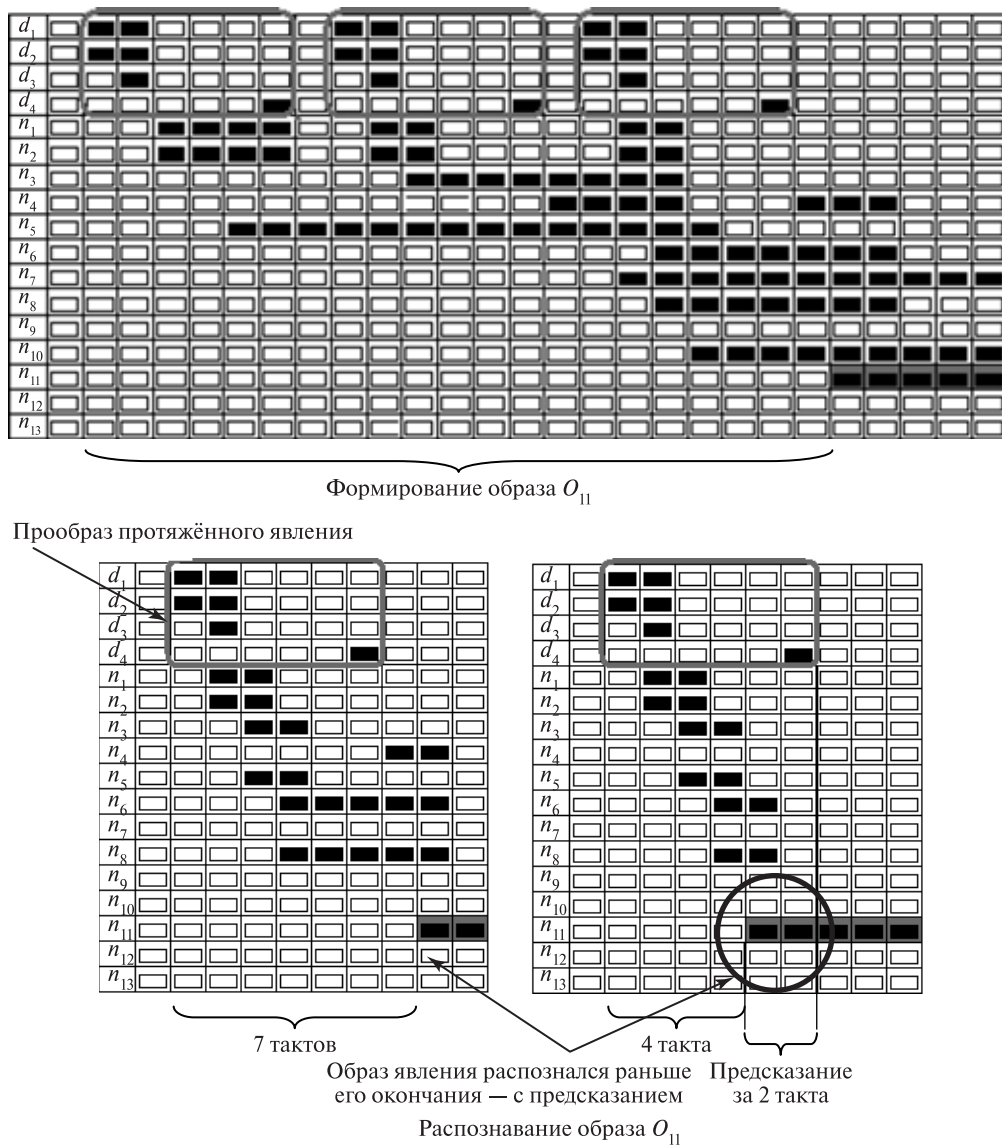 d₁
d₂
d₃
d₄
n₁
n₂
n₃
n₄
n₅
n₆
n₇
n₈
n₉
n₁₀
n₁₁
n₁₂
n₁₃
Формирование образа O₁₁
Прообраз протяжённого явления
d₁
d₂
d₃
d₄
n₁
n₂
n₃
n₄
n₅
n₆
n₇
n₈
n₉
n₁₀
n₁₁
n₁₂
n₁₃
d₁
d₂
d₃
d₄
n₁
n₂
n₃
n₄
n₅
n₆
n₇
n₈
n₉
n₁₀
n₁₁
n₁₂
n₁₃
7 тактов
4 такта
Образ явления распознался раньше
его окончания — с предсказанием
Предсказание
за 2 такта
Распознавание образа O₁₁